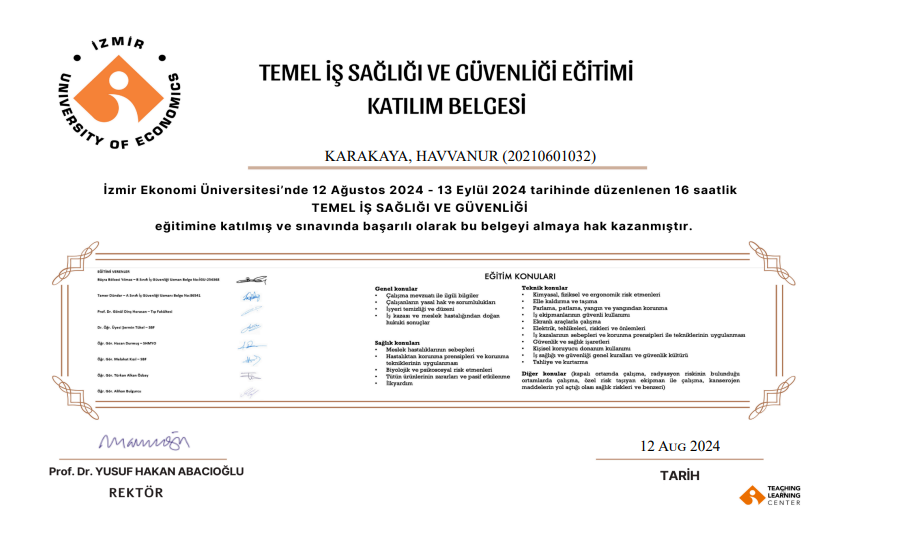 İZMİR
UNIVERSITY OF ECONOMICS
TEMEL İŞ SAĞLIĞI VE GÜVENLİĞİ EĞİTİMİ
KATILIM BELGESİ
KARAKAYA, HAVVANUR (20210601032)
İzmir Ekonomi Üniversitesi’nde 12 Ağustos 2024 - 13 Eylül 2024 tarihinde düzenlenen 16 saatlik
TEMEL İŞ SAĞLIĞI VE GÜVENLİĞİ
eğitimine katılmış ve sınavında başarılı olarak bu belgeyi almaya hak kazanmıştır.
EĞİTİMİ VERENLER
Yılmaz – B Sınıfı İş Güvenliği Uzmanı Belge No:
Tamer Dündar – A Sınıfı İş Güvenliği Uzmanı Belge No:
Prof. Dr. Gönül Dinç Horasan – Tıp Fakültesi
Dr. Öğr. Üyesi Şermin Tükel – SBF
Öğr. Gör. Hasan Durmuş – SHMYO
Öğr. Gör. Melahat Kızıl – SBF
Öğr. Gör. Türkan Alkan Özbay
Öğr. Gör. Alihan Buğurcu
EĞİTİM KONULARI
Genel konular
• Çalışma mevzuatı ile ilgili bilgiler
• Çalışanların yasal hak ve sorumlulukları
• İşyeri temizliği ve düzeni
• İş kazası ve meslek hastalığından doğan
hukuki sonuçlar
Sağlık konuları
• Meslek hastalıklarının sebepleri
• Hastalıktan korunma prensipleri ve korunma
tekniklerinin uygulanması
• Biyolojik ve psikososyal risk etmenleri
• Tütün ürünlerinin zararları ve pasif etkilenme
• İlkyardım
Teknik konular
• Kimyasal, fiziksel ve ergonomik risk etmenleri
• Elle kaldırma ve taşıma
• Parlama, patlama, yangın ve yangından korunma
• İş ekipmanlarının güvenli kullanımı
• Ekranlı araçlarla çalışma
• Elektrik, tehlikeleri, riskleri ve önlemleri
• İş kazalarının sebepleri ve korunma prensipleri ile tekniklerinin uygulanması
• Güvenlik ve sağlık işaretleri
• Kişisel koruyucu donanım kullanımı
• İş sağlığı ve güvenliği genel kuralları ve güvenlik kültürü
• Tahliye ve kurtarma
Diğer konular (kapalı ortamda çalışma, radyasyon riskinin bulunduğu
ortamlarda çalışma, özel risk taşıyan ekipman ile çalışma, kanserojen
maddelerin yol açtığı olası sağlık riskleri ve benzeri)
Prof. Dr. YUSUF HAKAN ABACIOĞLU
REKTÖR
12 AUG 2024
TARİH
TEACHING
LEARNING
CENTER